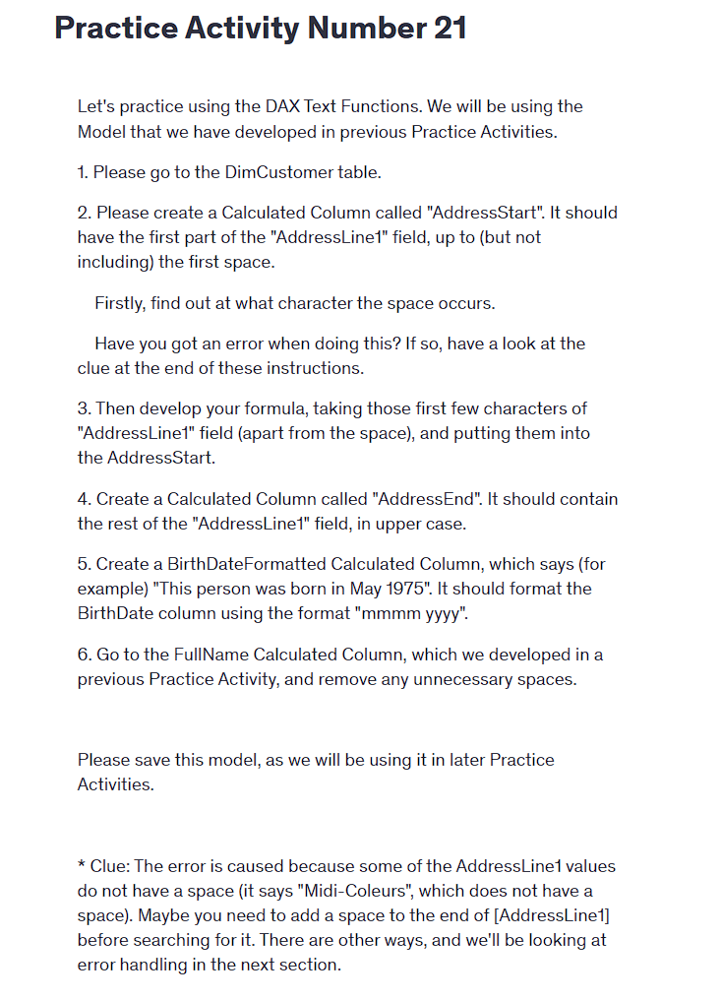 Practice Activity Number 21
Let's practice using the DAX Text Functions. We will be using the
Model that we have developed in previous Practice Activities.
1. Please go to the DimCustomer table.
2. Please create a Calculated Column called "AddressStart". It should
have the first part of the "AddressLine1" field, up to (but not
including) the first space.
Firstly, find out at what character the space occurs.
Have you got an error when doing this? If so, have a look at the
clue at the end of these instructions.
3. Then develop your formula, taking those first few characters of
"AddressLine1" field (apart from the space), and putting them into
the AddressStart.
4. Create a Calculated Column called "AddressEnd". It should contain
the rest of the "AddressLine1" field, in upper case.
5. Create a BirthDateFormatted Calculated Column, which says (for
example) "This person was born in May 1975". It should format the
BirthDate column using the format "mmmm yyyy".
6. Go to the FullName Calculated Column, which we developed in a
previous Practice Activity, and remove any unnecessary spaces.
Please save this model, as we will be using it in later Practice
Activities.
* Clue: The error is caused because some of the AddressLine1 values
do not have a space (it says "Midi-Coleurs", which does not have a
space). Maybe you need to add a space to the end of [AddressLine1]
before searching for it. There are other ways, and we'll be looking at
error handling in the next section.